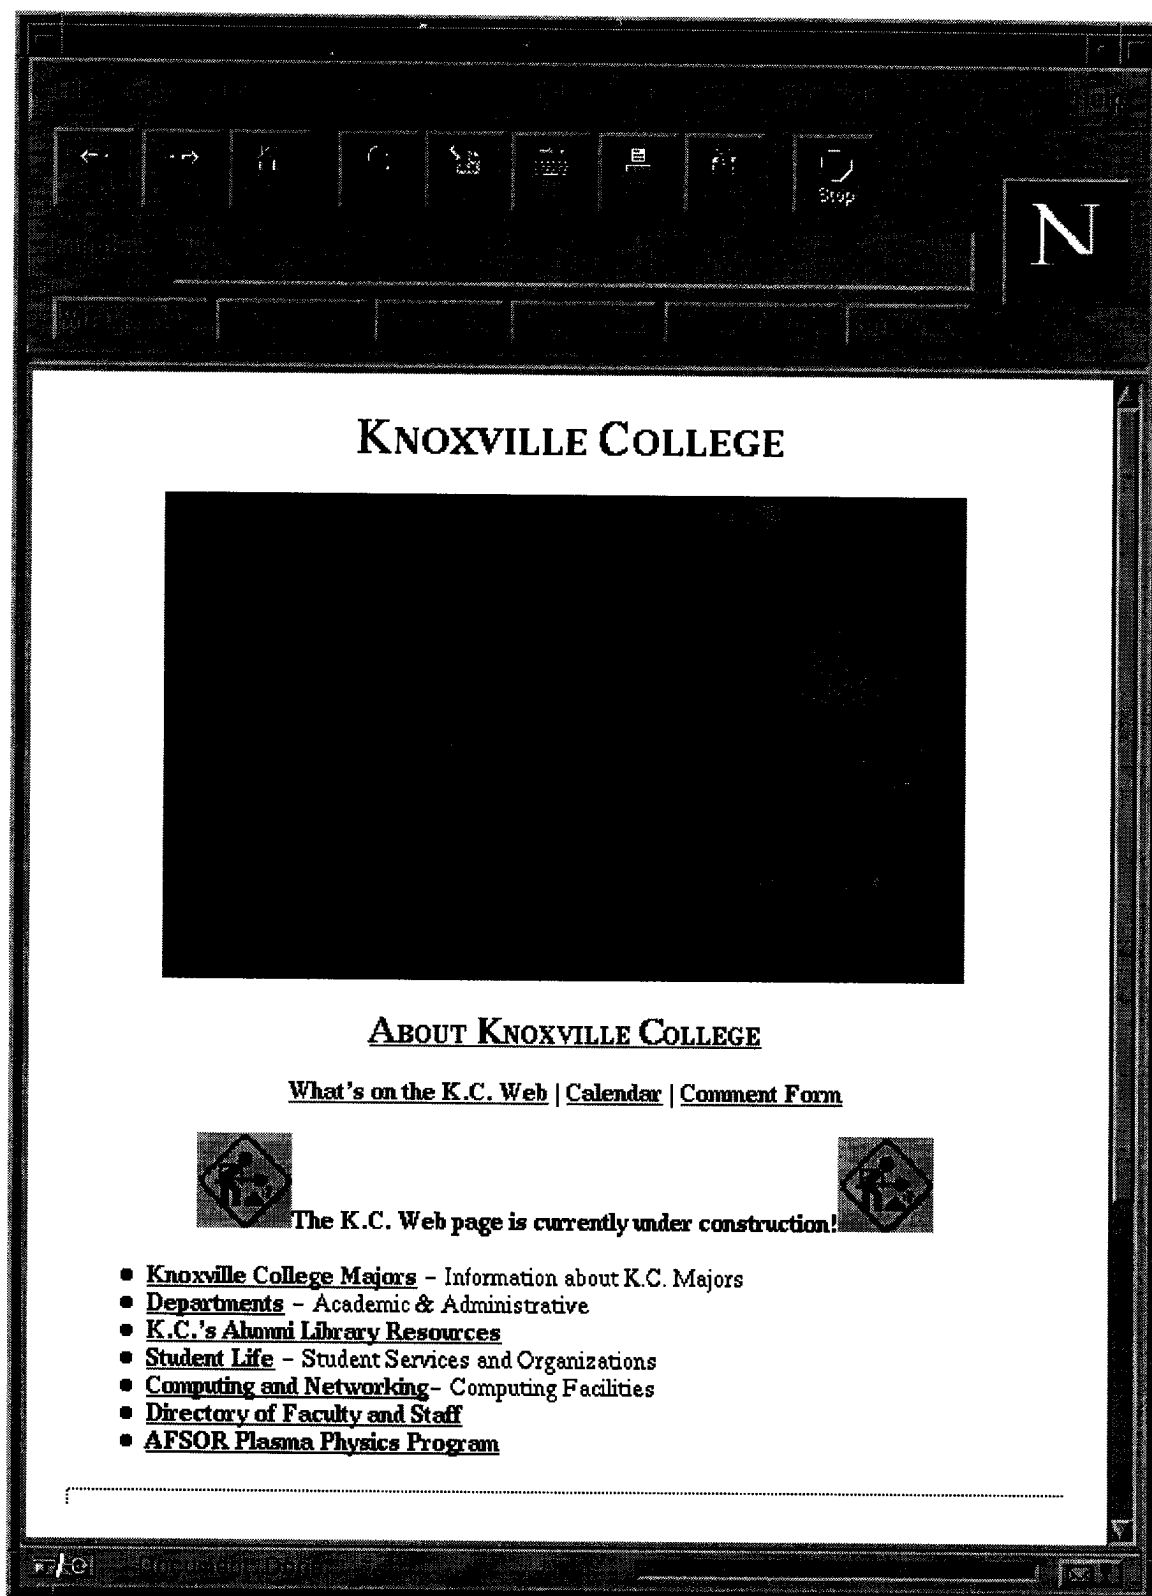 Stop
N
KNOXVILLE COLLEGE
ABOUT KNOXVILLE COLLEGE
What's on the K.C. Web | Calendar | Comment Form
The K.C. Web page is currently under construction!
Knoxville College Majors – Information about K.C. Majors
Departments – Academic & Administrative
K.C.'s Alumni Library Resources
Student Life – Student Services and Organizations
Computing and Networking– Computing Facilities
Directory of Faculty and Staff
AFSOR Plasma Physics Program